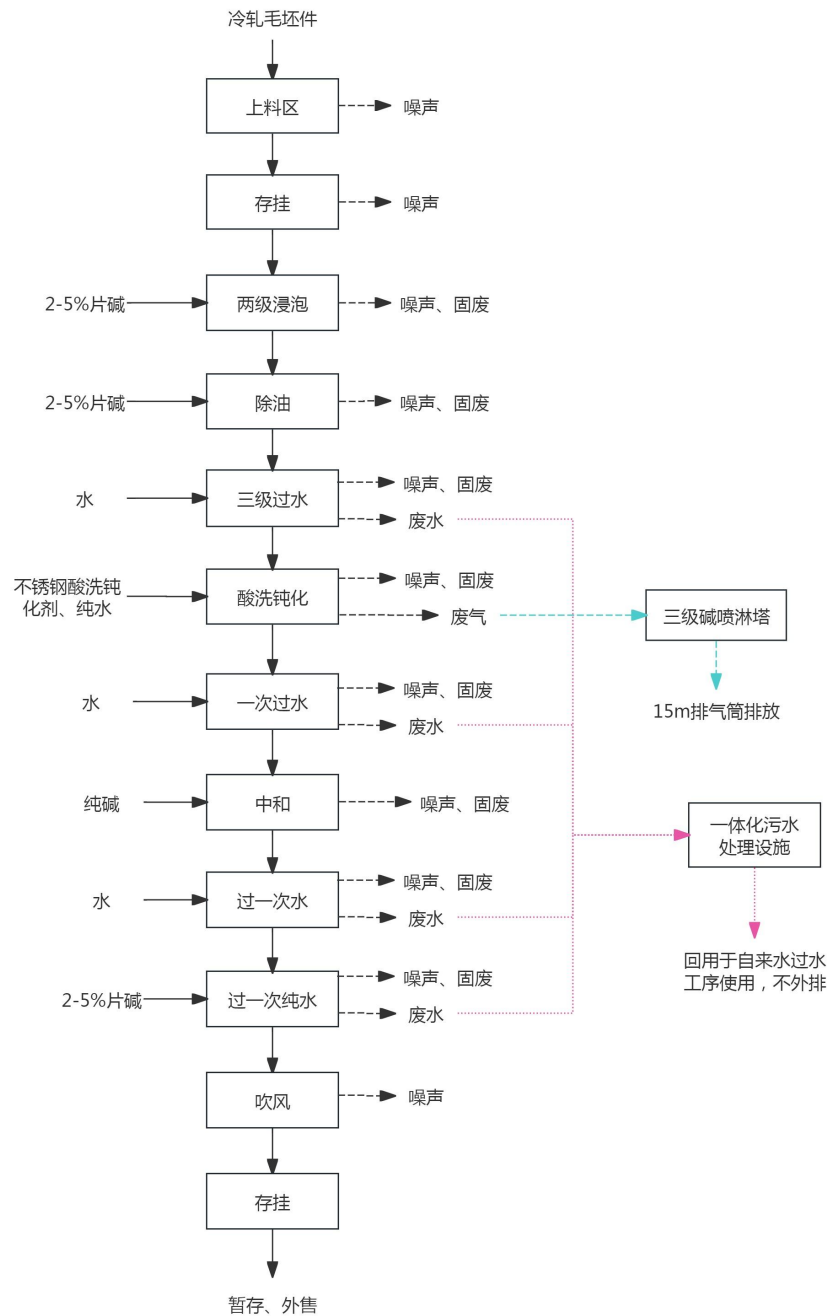 冷轧毛坯件
上料区
噪声
存挂
噪声
2-5%片碱
两级浸泡
噪声、固废
2-5%片碱
除油
噪声、固废
水
三级过水
噪声、固废
废水
不锈钢酸洗钝
化剂、纯水
酸洗钝化
噪声、固废
废气
三级碱喷淋塔
15m排气筒排放
水
一次过水
噪声、固废
废水
纯碱
中和
噪声、固废
一体化污水
处理设施
水
过一次水
噪声、固废
废水
回用于自来水过水
工序使用，不外排
2-5%片碱
过一次纯水
噪声、固废
废水
吹风
噪声
存挂
暂存、外售